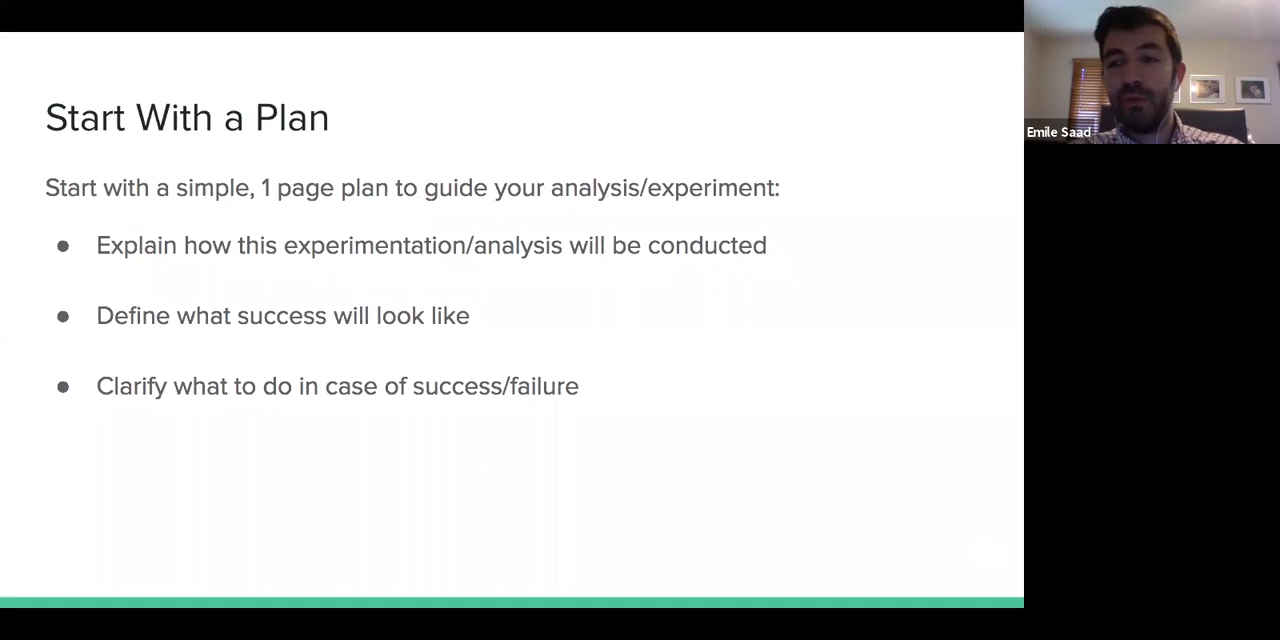 Start With a Plan
Start with a simple, 1 page plan to guide your analysis/experiment:
● Explain how this experimentation/analysis will be conducted
● Define what success will look like
● Clarify what to do in case of success/failure
Emile Saad